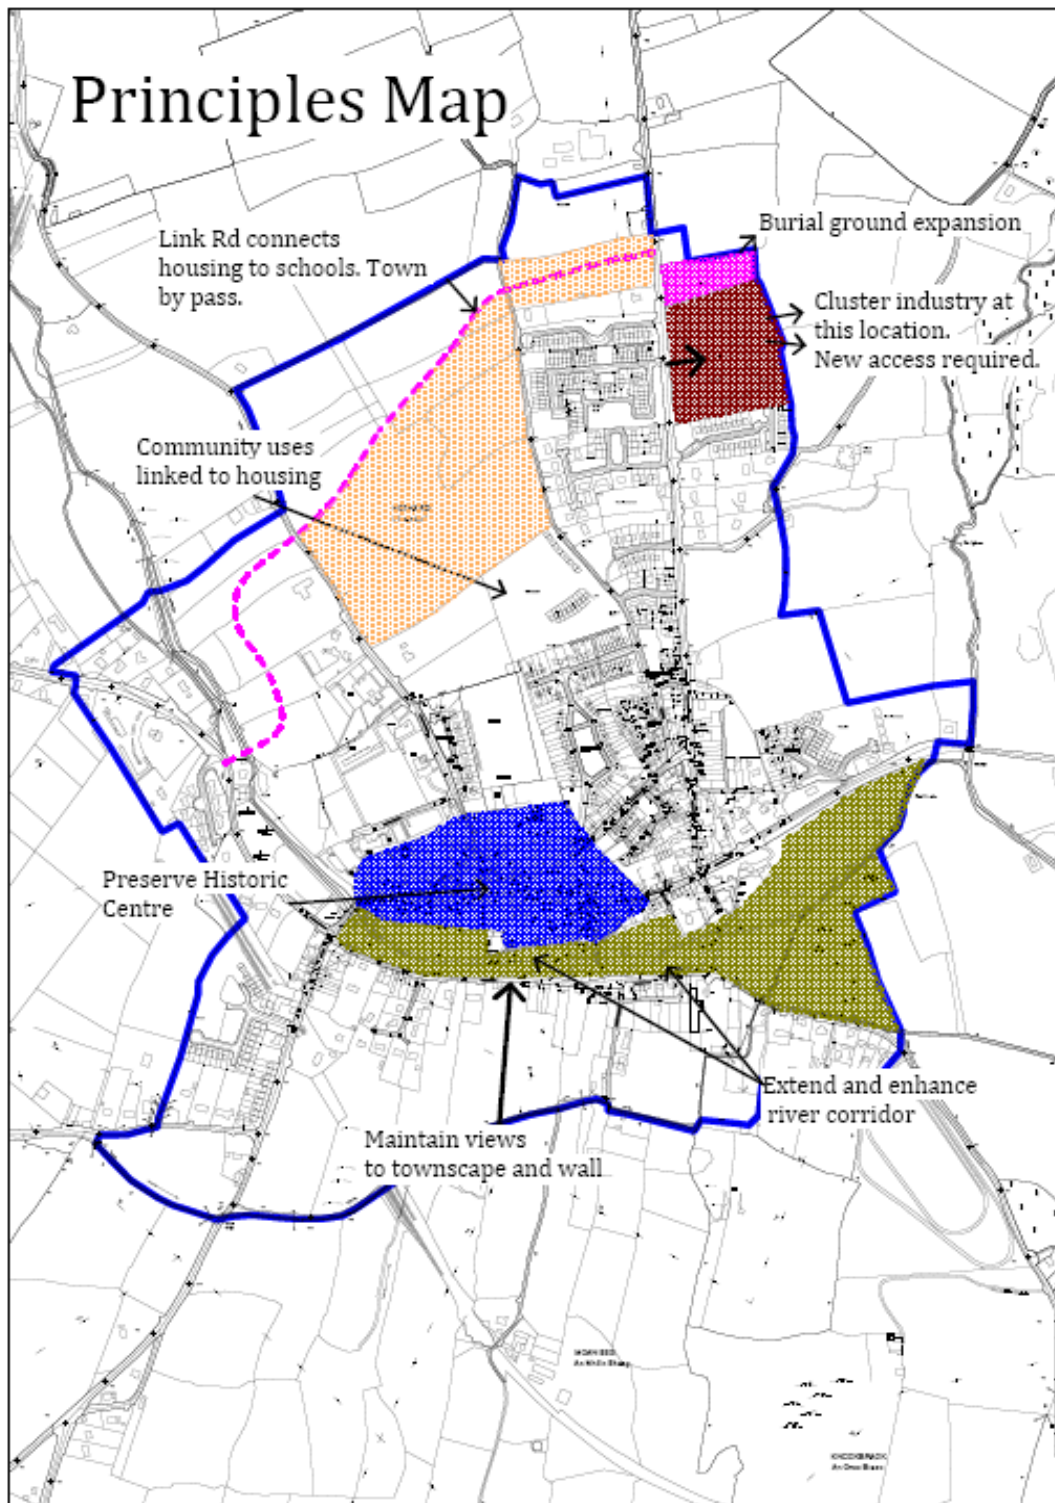 Principles Map
Burial ground expansion
Link Rd connects
housing to schools. Town
by pass.
Cluster industry at
this location.
New access required.
Community uses
linked to housing
Preserve Historic
Centre
Extend and enhance
river corridor
Maintain views
to townscape and wall
KNOCKBRACK